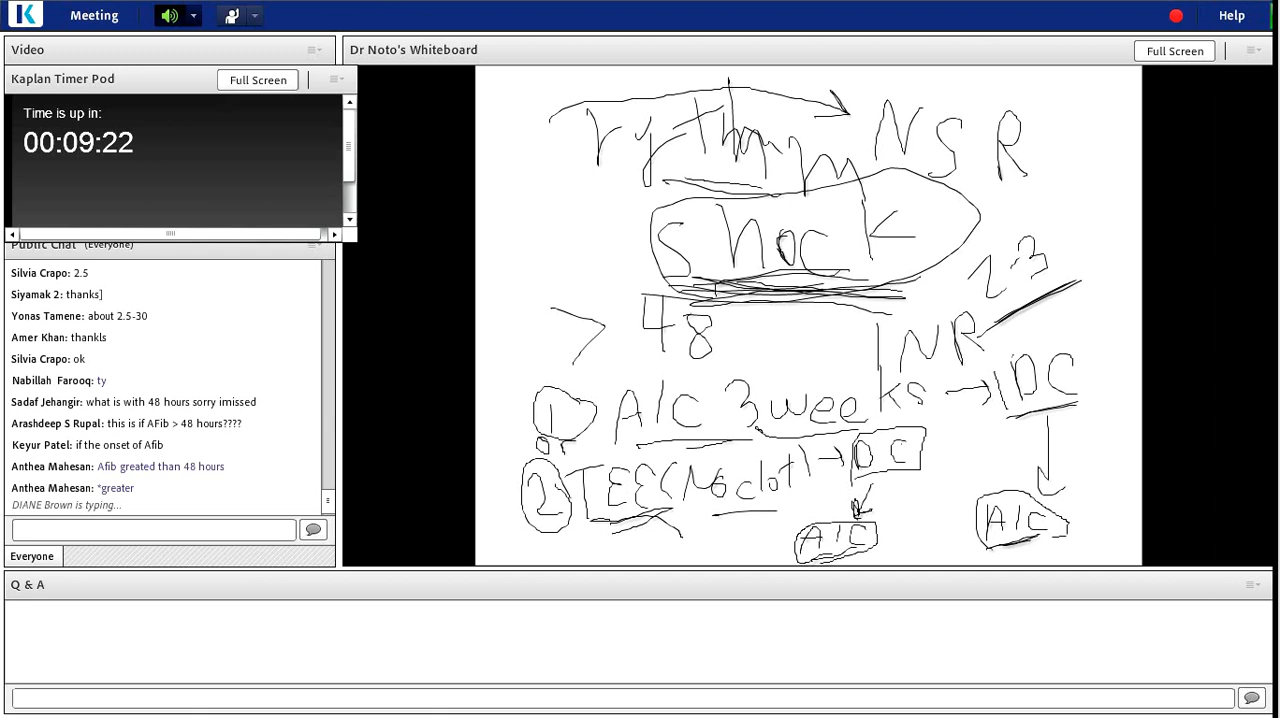 K Meeting Help
Video
Dr Noto's Whiteboard
Full Screen
Kaplan Timer Pod
Full Screen
Time is up in:
00:09:22
Public Chat (Everyone)
Silvia Crapo: 2.5
Siyamak 2: thanks]
Yonas Tamene: about 2.5-30
Amer Khan: thankls
Silvia Crapo: ok
Nabillah Farooq: ty
Sadaf Jehangir: what is with 48 hours sorry imissed
Arashdeep S Rupal: this is if AFib > 48 hours????
Keyur Patel: if the onset of Afib
Anthea Mahesan: Afib greated than 48 hours
Anthea Mahesan: *greater
DIANE Brown is typing...
Everyone
rythmm NSR
SHOCK
2-3
> 48
INR
1 A/C 3 weeks → DC
or
2 TEE (No clot) → DC
A/C A/C
Q & A